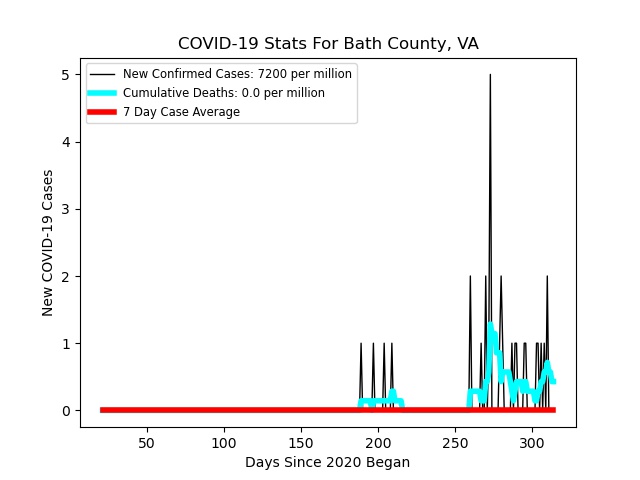 COVID-19 Stats For Bath County, VA
New Confirmed Cases: 7200 per million
Cumulative Deaths: 0.0 per million
7 Day Case Average
New COVID-19 Cases
5
4
3
2
1
0
50 100 150 200 250 300
Days Since 2020 Began